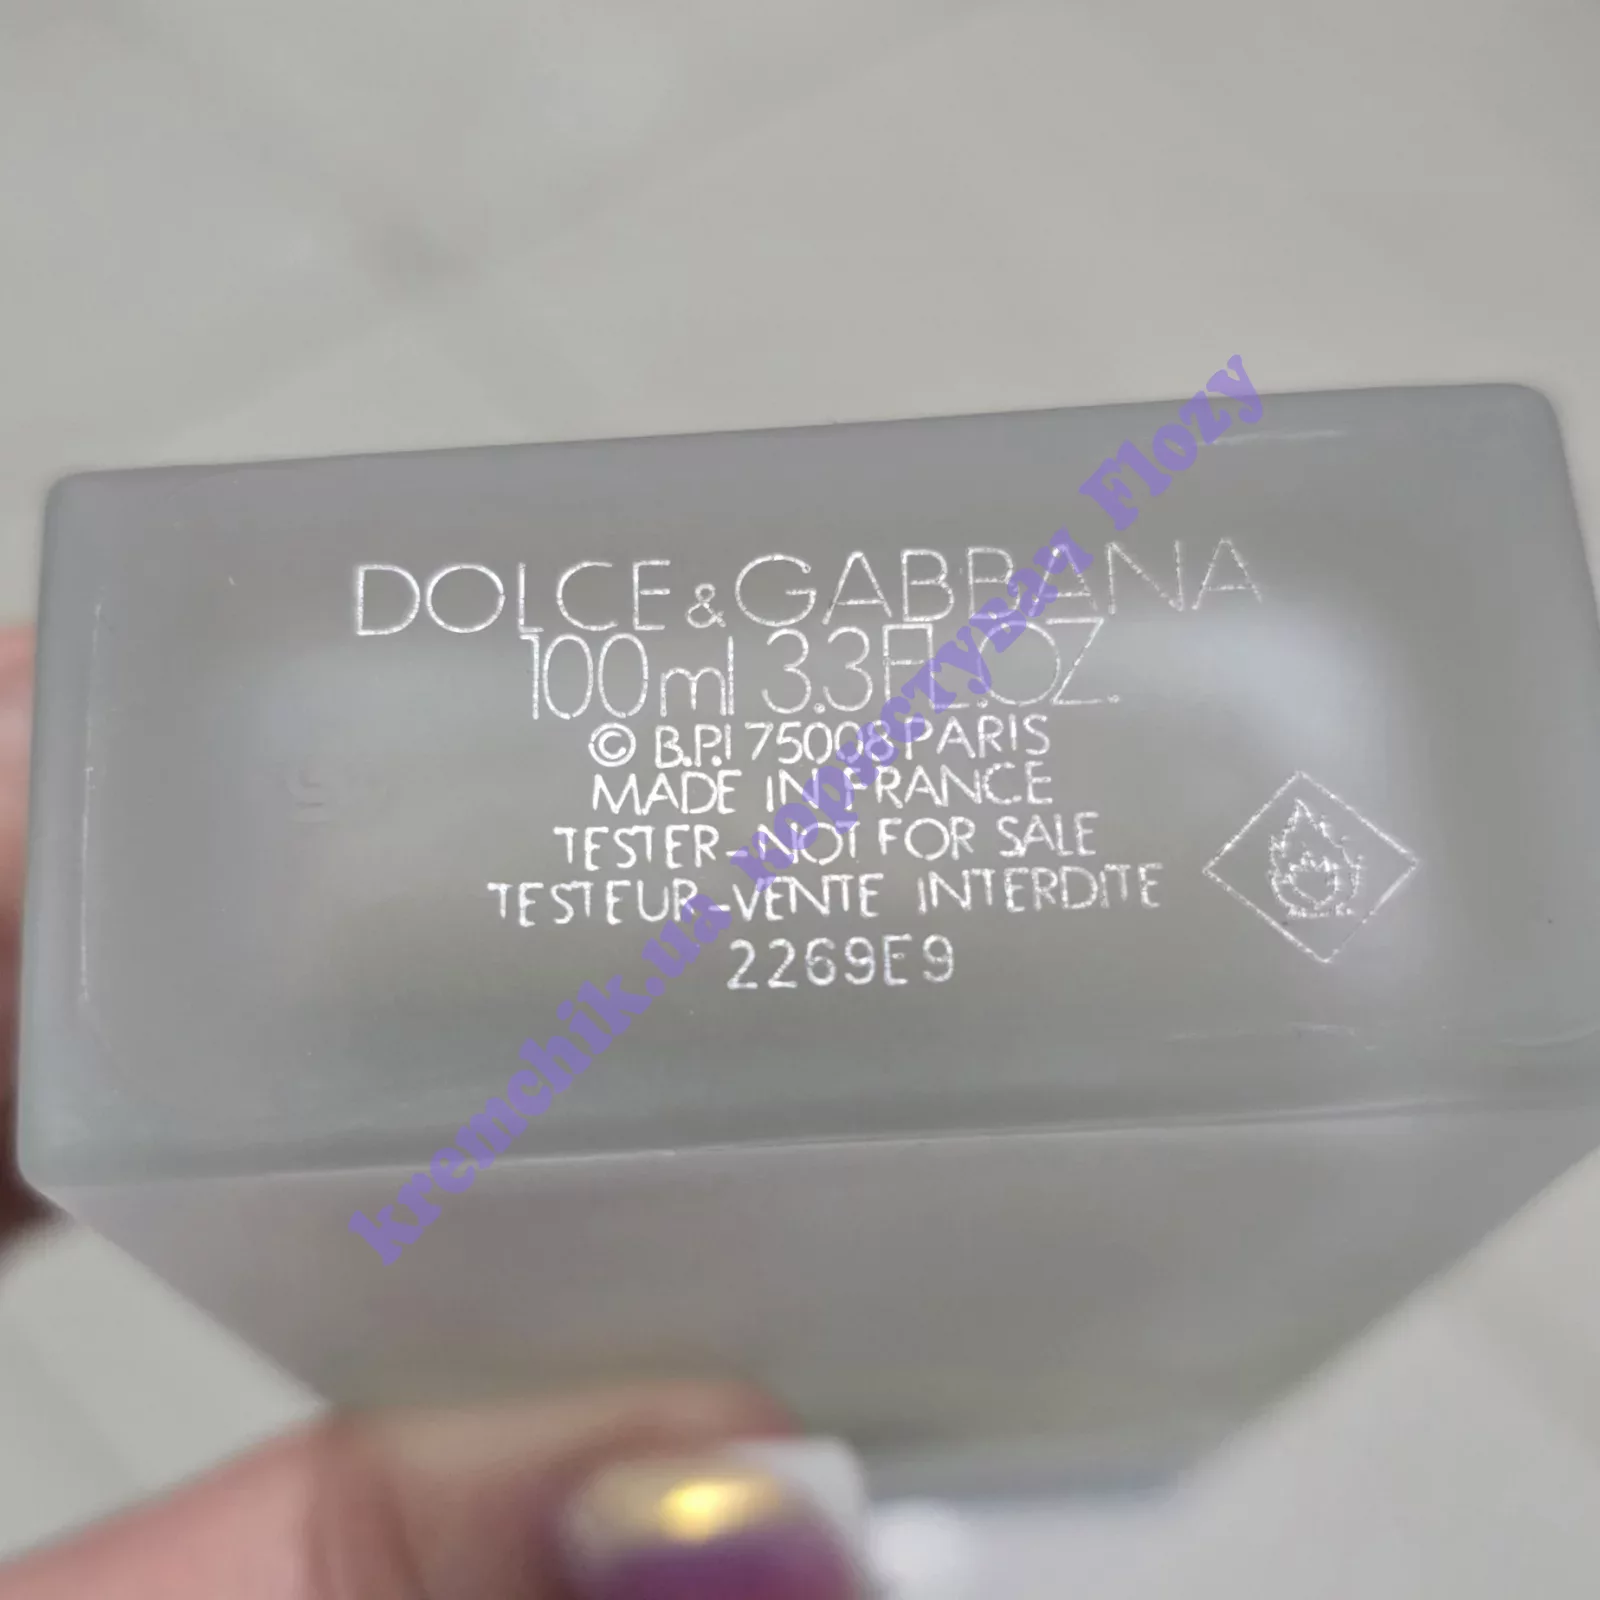 DOLCE & GABBANA
100ml 3.3FL.OZ.
© B.P.I 75008 PARIS
MADE IN FRANCE
TESTER-NOT FOR SALE
TESTEUR-VENTE INTERDITE
2269E9
kremchik.ua користувач Flozy